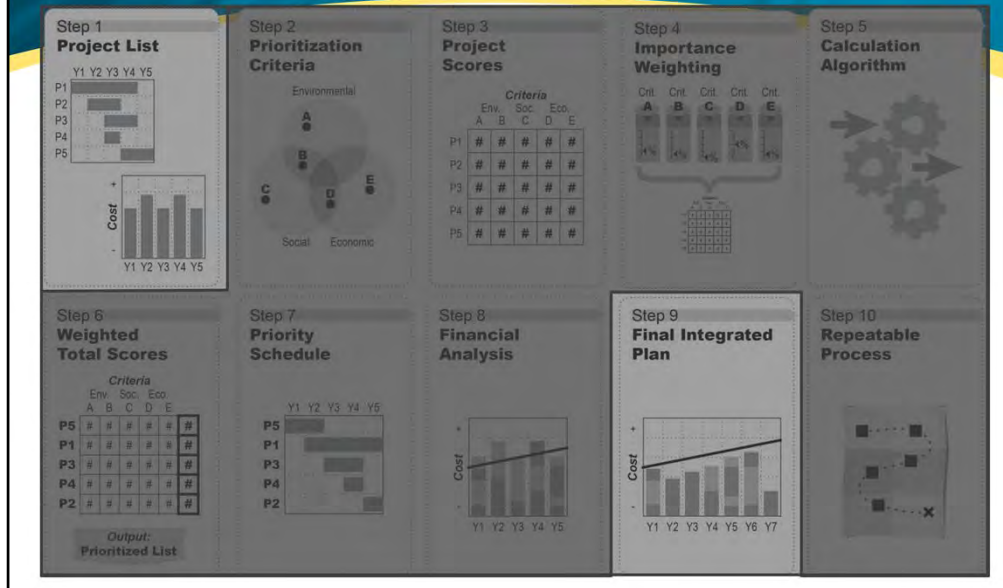 Step 1
Project List
Y1 Y2 Y3 Y4 Y5
P1
P2
P3
P4
P5
+
Cost
-
Y1 Y2 Y3 Y4 Y5
Step 2
Prioritization
Criteria
Environmental
A
B
C
D
E
Social Economic
Step 3
Project
Scores
Criteria
Env. Soc. Eco.
A B C D E
P1 # # # # #
P2 # # # # #
P3 # # # # #
P4 # # # # #
P5 # # # # #
Step 4
Importance
Weighting
Crit. Crit. Crit. Crit. Crit.
A B C D E
Step 5
Calculation
Algorithm
Step 6
Weighted
Total Scores
Criteria
Env. Soc. Eco.
A B C D E
P5 # # # # # #
P1 # # # # # #
P3 # # # # # #
P4 # # # # # #
P2 # # # # # #
Output:
Prioritized List
Step 7
Priority
Schedule
Y1 Y2 Y3 Y4 Y5
P5
P1
P3
P4
P2
Step 8
Financial
Analysis
+
Cost
-
Y1 Y2 Y3 Y4 Y5
Step 9
Final Integrated
Plan
+
Cost
-
Y1 Y2 Y3 Y4 Y5 Y6 Y7
Step 10
Repeatable
Process